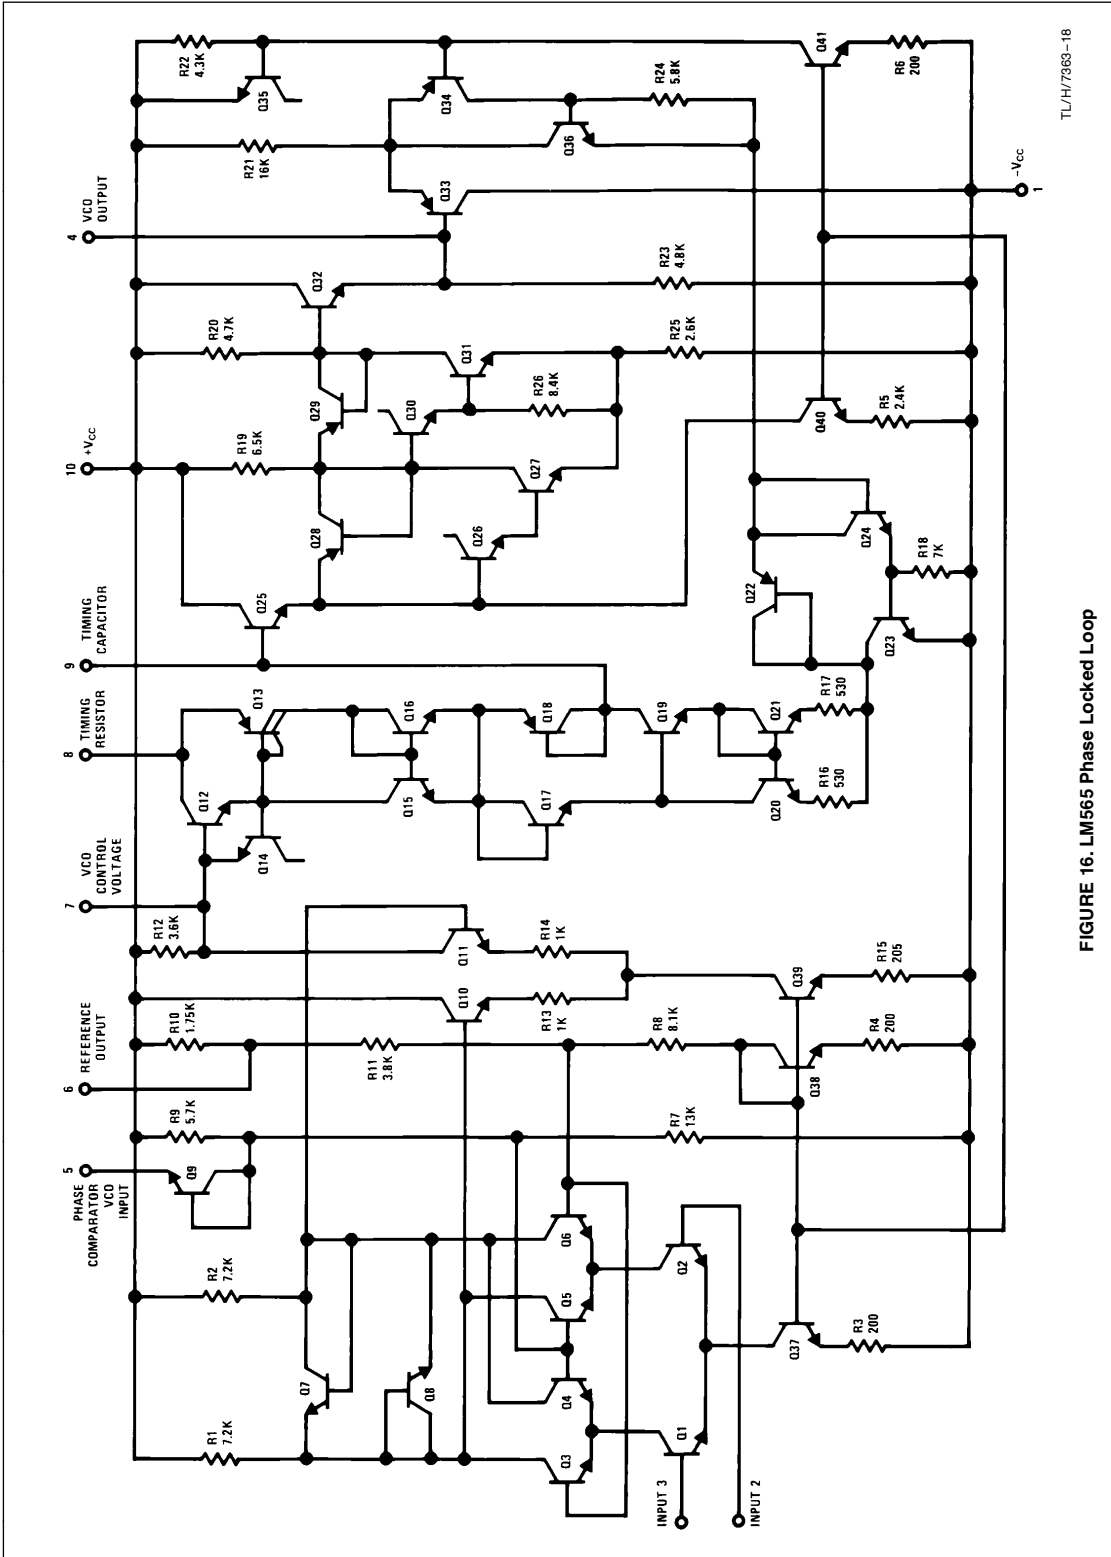 TL/H/7363–18
4 VCO OUTPUT
10 +VCC
9 TIMING CAPACITOR
8 TIMING RESISTOR
7 VCO CONTROL VOLTAGE
6 REFERENCE OUTPUT
5 PHASE COMPARATOR VCO INPUT
INPUT 3
INPUT 2
−VCC
1
R1 7.2K
R2 7.2K
R9 5.7K
R10 1.75K
R12 3.6K
R19 6.5K
R20 4.7K
R21 16K
R22 4.3K
Q7
Q8
Q9
R11 3.8K
Q10
Q11
Q12
Q13
Q14
Q25
Q28
Q29
Q32
Q33
Q34
Q35
Q3
Q4
Q5
Q6
R13 1K
R14 1K
Q15
Q16
Q17
Q18
Q26
Q27
Q30
Q31
R26 8.4K
Q36
R24 5.8K
Q1
Q2
R7 13K
R8 8.1K
Q19
Q20
Q21
R16 530
R17 530
Q22
Q23
Q24
R18 7K
R25 2.6K
R23 4.8K
Q37
Q38
Q39
Q40
Q41
R3 200
R4 200
R15 205
R5 2.4K
R6 200
FIGURE 16. LM565 Phase Locked Loop